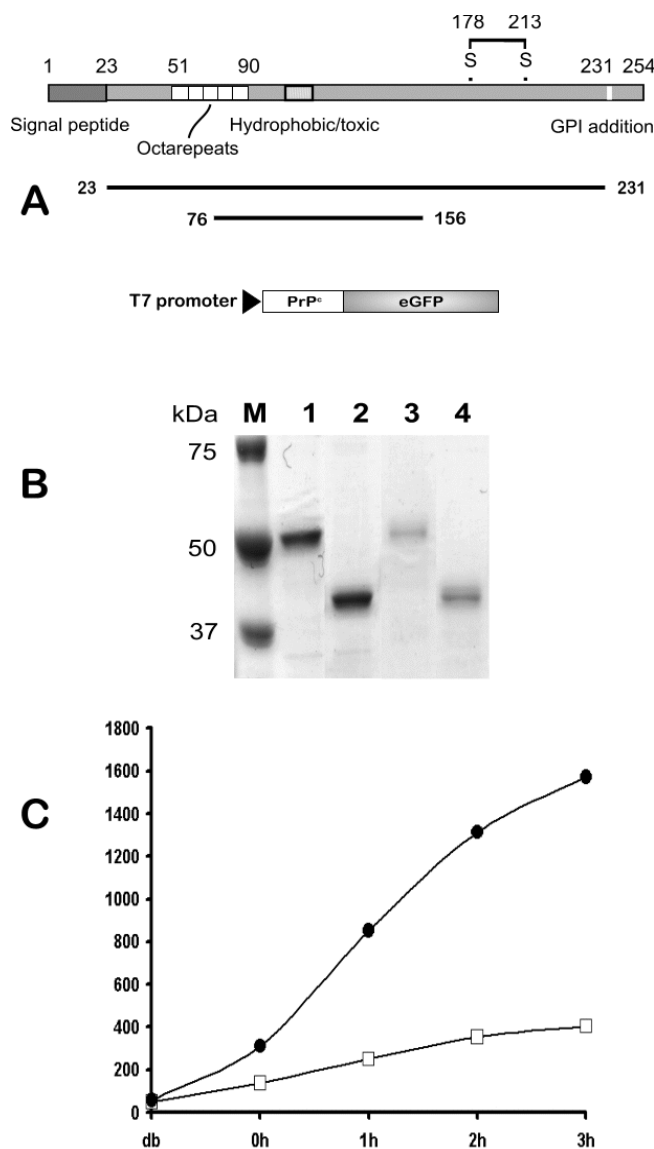 178 213
S S
1 23 51 90 231 254
Signal peptide Hydrophobic/toxic GPI addition
Octarepeats
23 231
A
76 156
T7 promoter PrPc eGFP
kDa M 1 2 3 4
75
B
50
37
1800
1600
1400
C
1200
1000
800
600
400
200
0
db 0h 1h 2h 3h